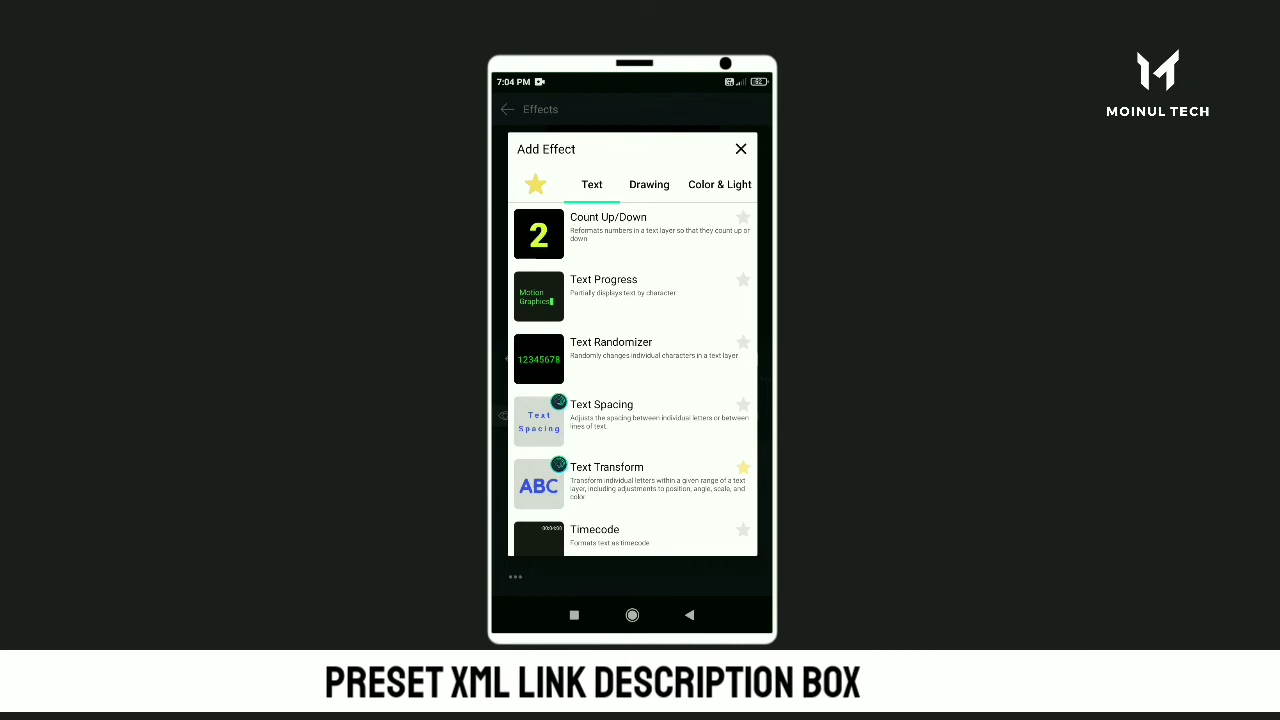 7:04 PM
MOINUL TECH
Effects
Add Effect
Text
Drawing
Color & Light
2
Count Up/Down
Reformats numbers in a text layer so that they count up or
down
Motion
Graphics
Text Progress
Partially displays text by character
12345678
Text Randomizer
Randomly changes individual characters in a text layer
Text
Spacing
Text Spacing
Adjusts the spacing between individual letters or between
lines of text.
ABC
Text Transform
Transform individual letters within a given range of a text
layer, including adjustments to position, angle, scale, and
color
Timecode
Formats text as timecode
PRESET XML LINK DESCRIPTION BOX